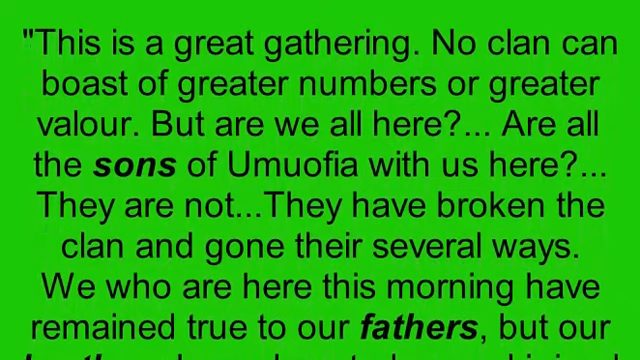 "This is a great gathering. No clan can
boast of greater numbers or greater
valour. But are we all here?... Are all
the sons of Umuofia with us here?...
They are not...They have broken the
clan and gone their several ways.
We who are here this morning have
remained true to our fathers, but our